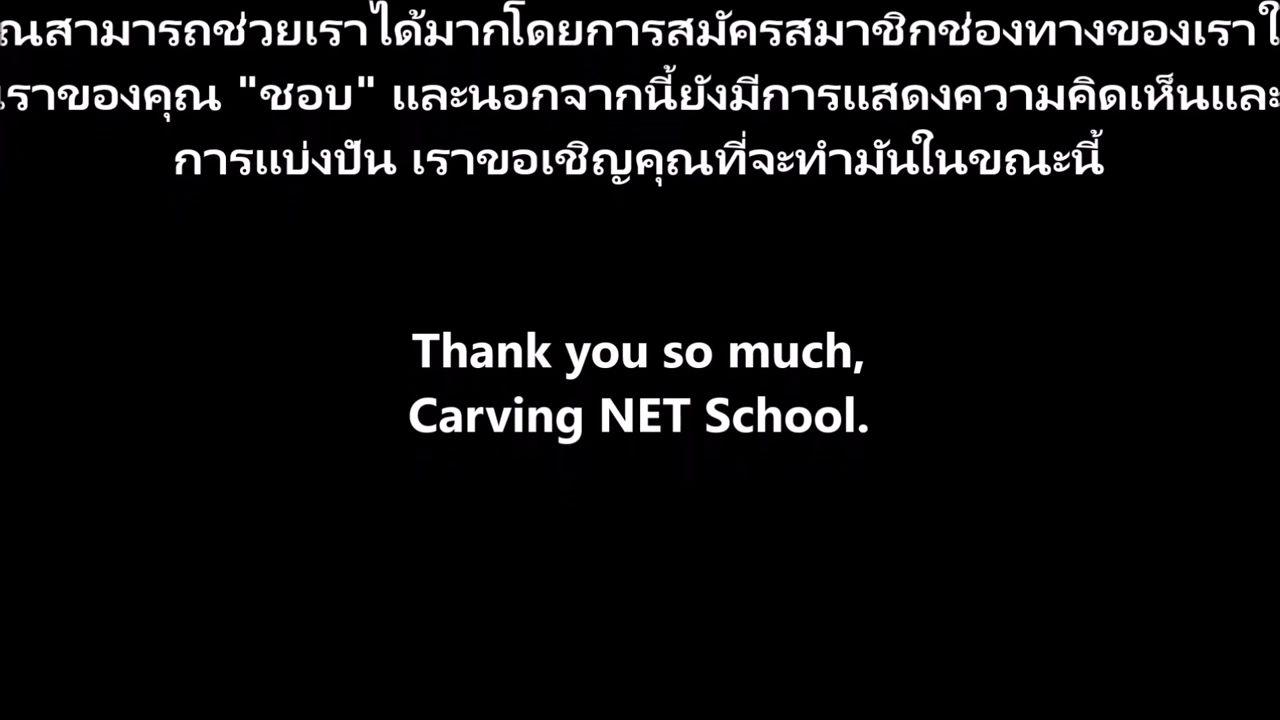 ณสามารถช่วยเราได้มากโดยการสมัครสมาชิกช่องทางของเราใ
เราของคุณ "ชอบ" และนอกจากนี้ยังมีการแสดงความคิดเห็นและ
การแบ่งปัน เราขอเชิญคุณที่จะทำมันในขณะนี้
Thank you so much,
Carving NET School.